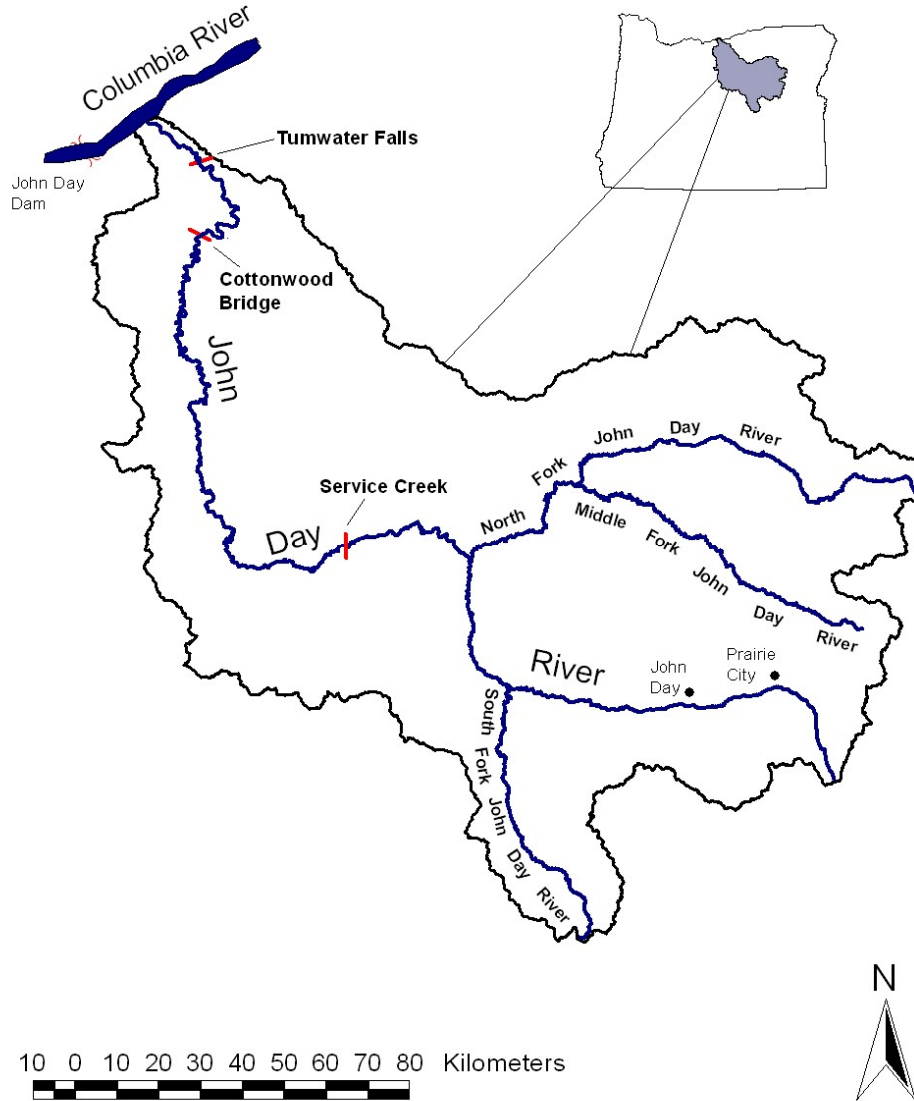 Columbia River
Tumwater Falls
John Day
Dam
Cottonwood
Bridge
John
Day
River
Service Creek
North Fork John Day River
Middle Fork John Day River
John
Day
Prairie
City
South Fork John Day River
N
10 0 10 20 30 40 50 60 70 80 Kilometers